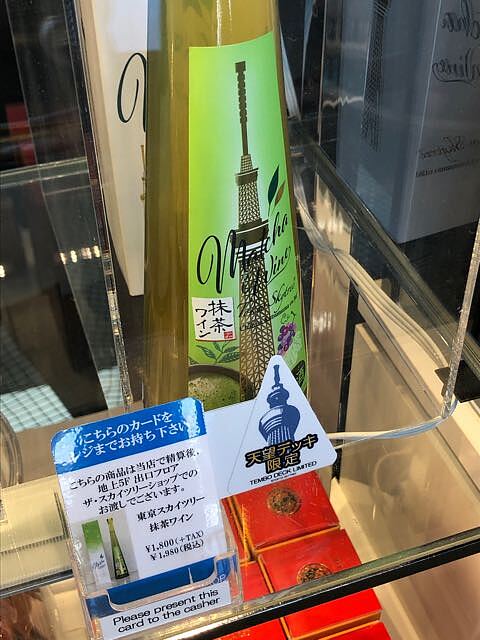 Matcha
Wine
Tokyo Skytree
抹茶
ワイン
天望デッキ
限定
TEMBO DECK LIMITED
こちらのカードを
レジまでお持ち下さい
こちらの商品は当店で精算後、
地上5F 出口フロア
ザ・スカイツリーショップでの
お渡しでございます。
東京スカイツリー
抹茶ワイン
¥1,800(+TAX)
¥1,980(税込)
Please present this
card to the cashier